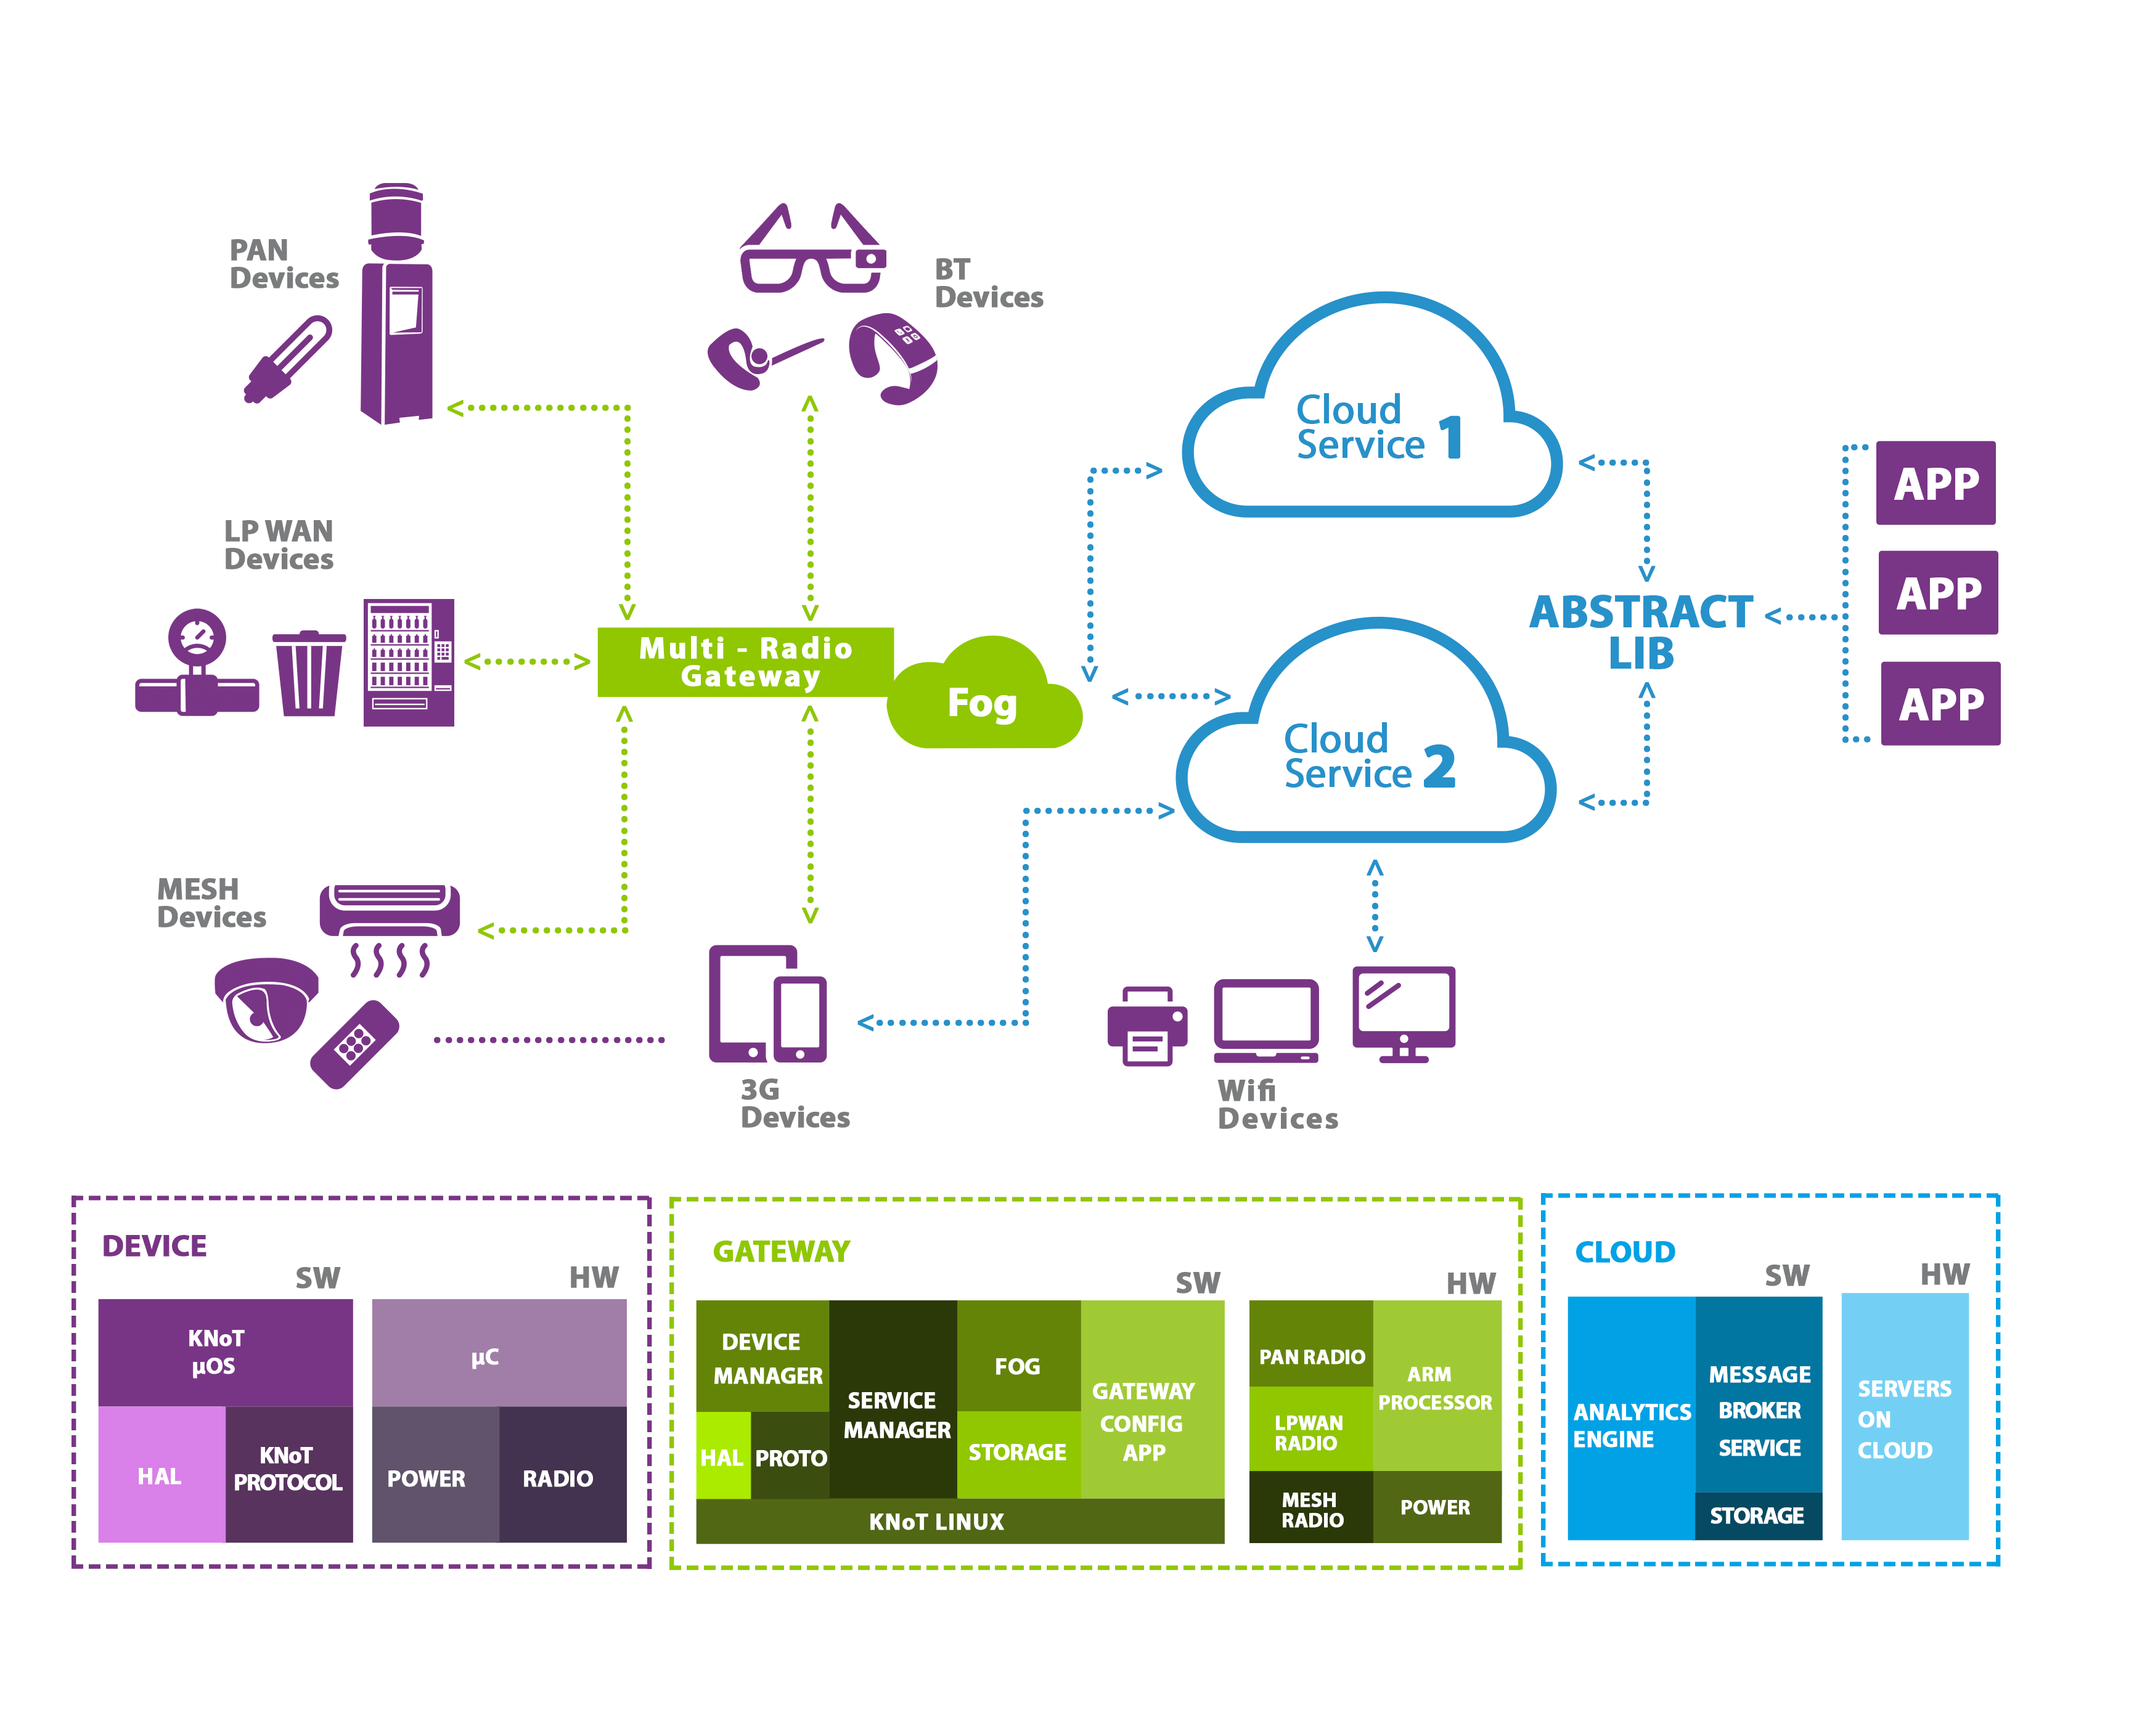 PAN
Devices
BT
Devices
Cloud
Service 1
APP
LP WAN
Devices
APP
ABSTRACT
LIB
Multi - Radio
Gateway
Fog
APP
Cloud
Service 2
MESH
Devices
3G
Devices
Wifi
Devices
DEVICE
SW
HW
KNoT
µOS
HAL
KNoT
PROTOCOL
µC
POWER
RADIO
GATEWAY
SW
HW
DEVICE
MANAGER
HAL
PROTO
SERVICE
MANAGER
FOG
STORAGE
GATEWAY
CONFIG
APP
KNoT LINUX
PAN RADIO
LPWAN
RADIO
MESH
RADIO
ARM
PROCESSOR
POWER
CLOUD
SW
HW
ANALYTICS
ENGINE
MESSAGE
BROKER
SERVICE
STORAGE
SERVERS
ON
CLOUD